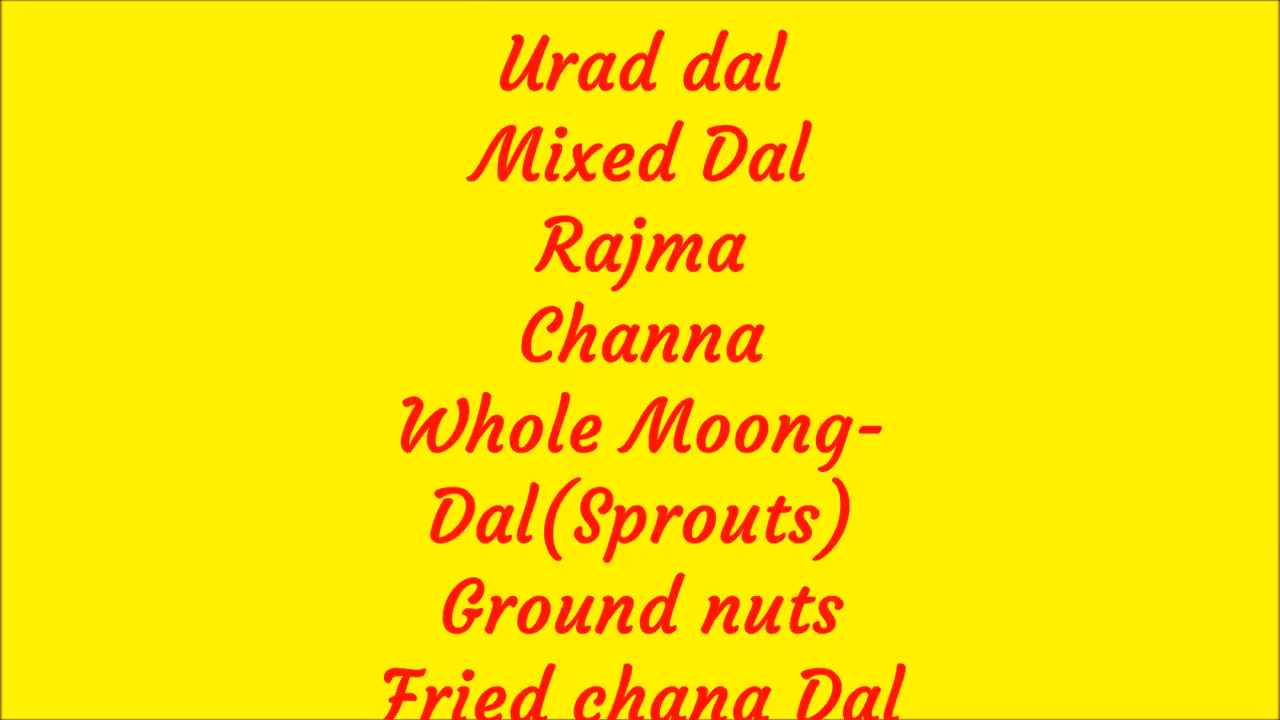 Urad dal
Mixed Dal
Rajma
Channa
Whole Moong-
Dal(Sprouts)
Ground nuts
Fried chana Dal